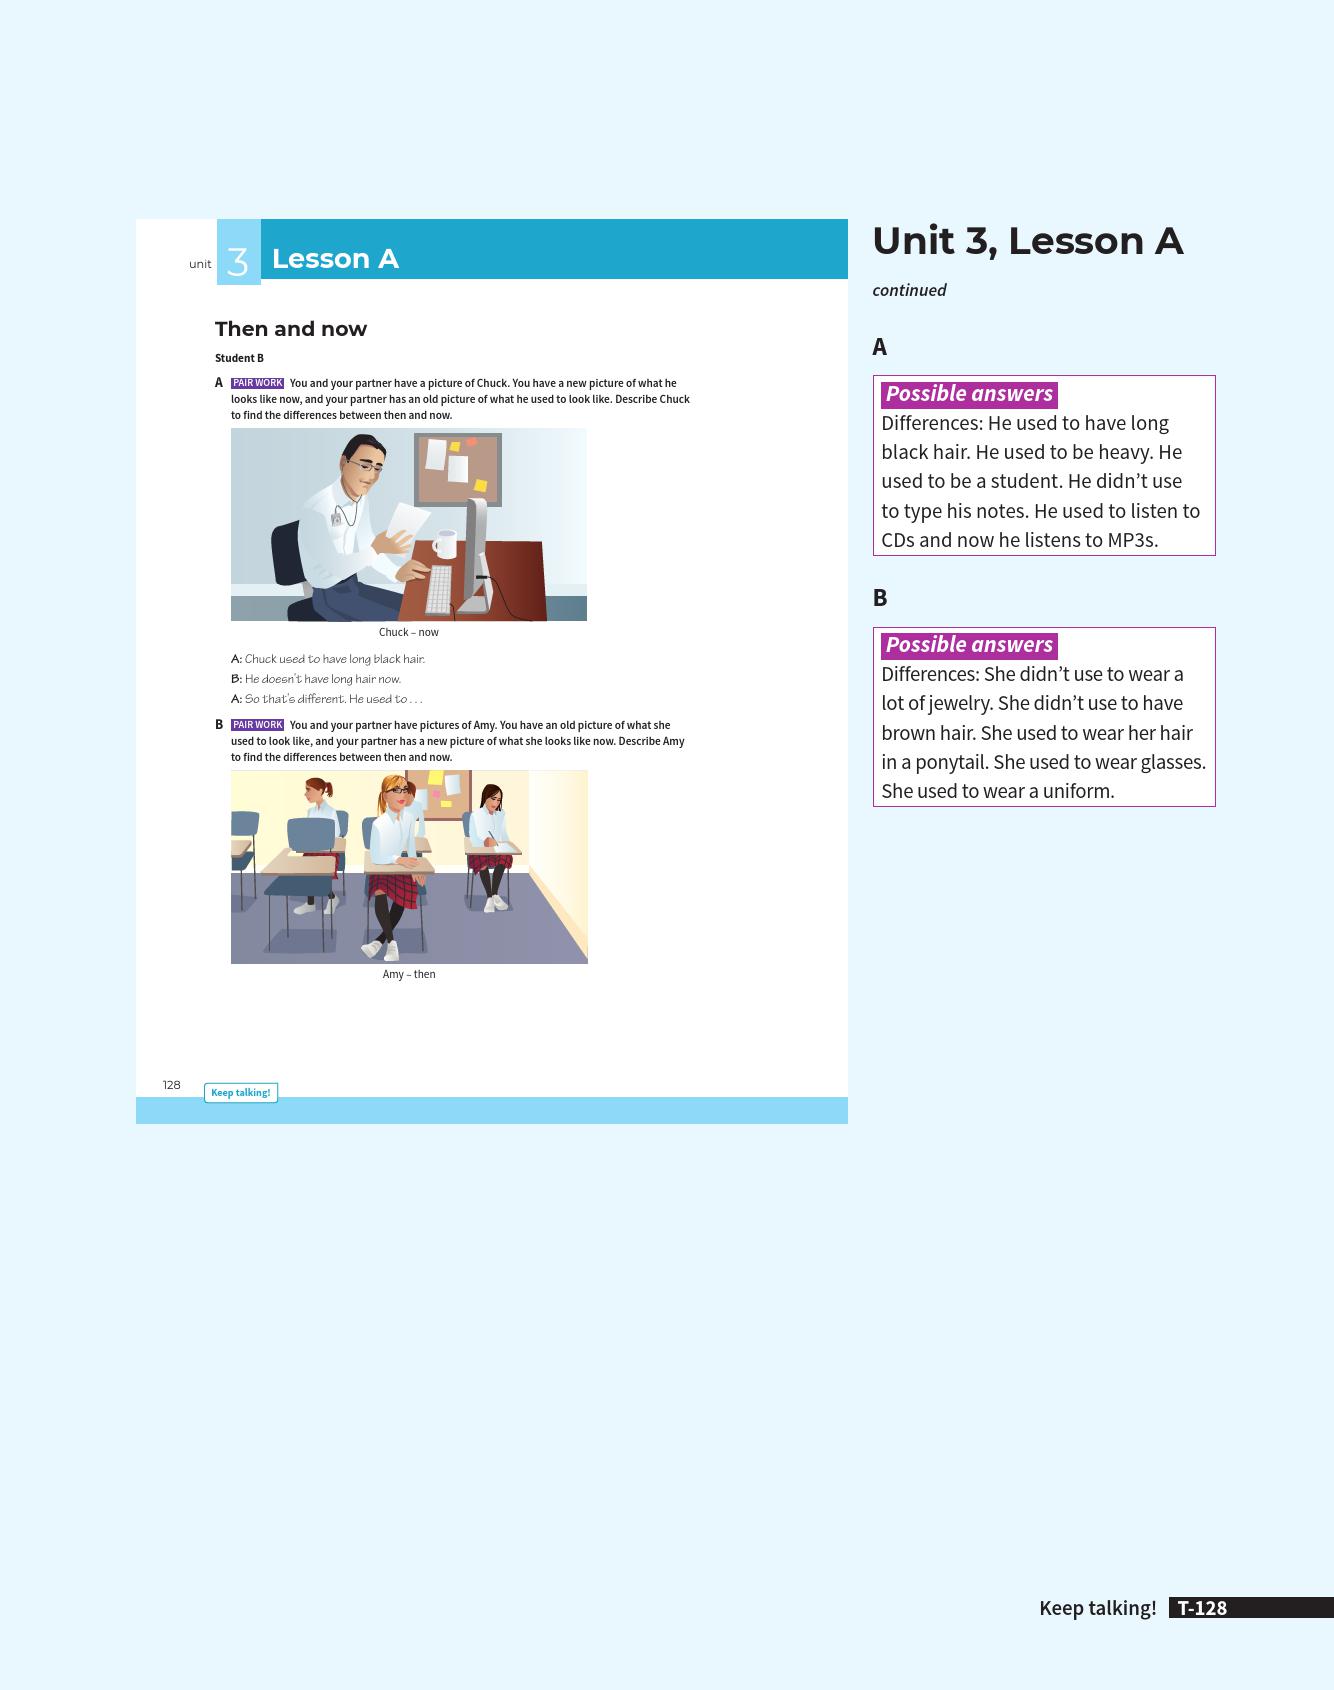 unit 3 Lesson A
Then and now
Student B
A PAIR WORK You and your partner have a picture of Chuck. You have a new picture of what he
looks like now, and your partner has an old picture of what he used to look like. Describe Chuck
to find the differences between then and now.
Chuck – now
A: Chuck used to have long black hair.
B: He doesn't have long hair now.
A: So that's different. He used to . . .
B PAIR WORK You and your partner have pictures of Amy. You have an old picture of what she
used to look like, and your partner has a new picture of what she looks like now. Describe Amy
to find the differences between then and now.
Amy – then
128
Keep talking!
Unit 3, Lesson A
continued
A
Possible answers
Differences: He used to have long
black hair. He used to be heavy. He
used to be a student. He didn’t use
to type his notes. He used to listen to
CDs and now he listens to MP3s.
B
Possible answers
Differences: She didn’t use to wear a
lot of jewelry. She didn’t use to have
brown hair. She used to wear her hair
in a ponytail. She used to wear glasses.
She used to wear a uniform.
Keep talking! T-128